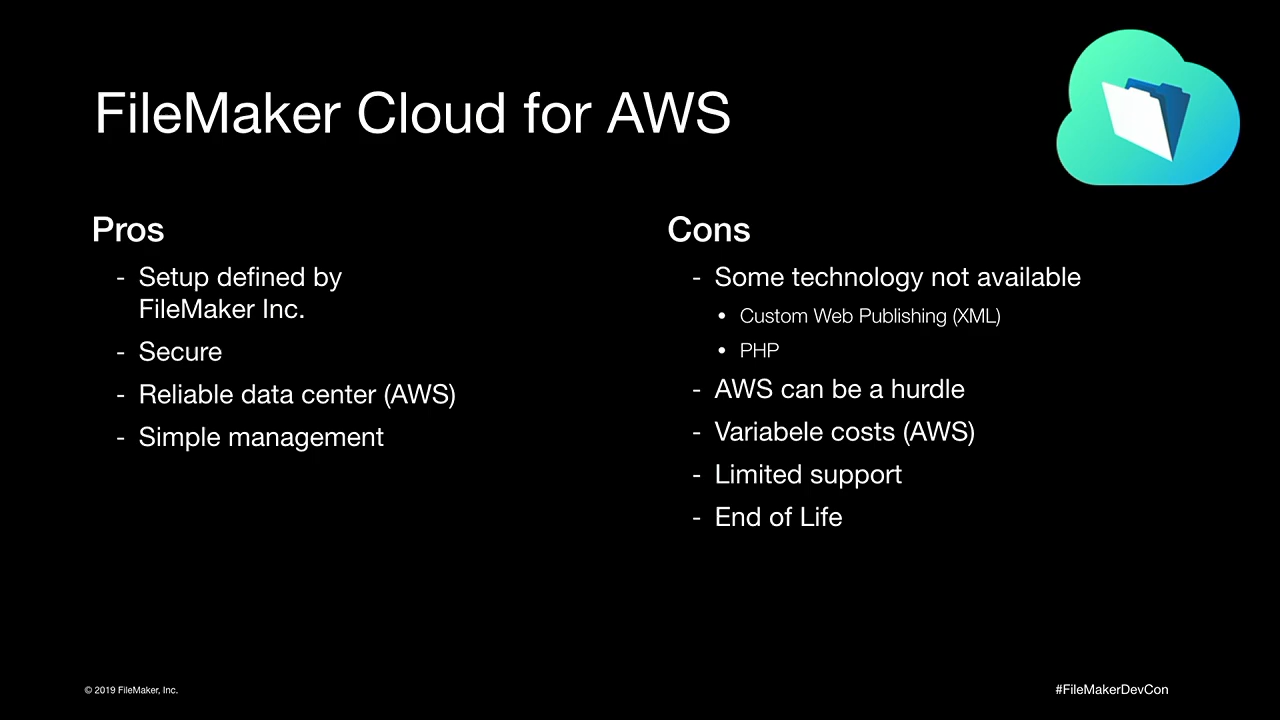 FileMaker Cloud for AWS
Pros
- Setup defined by
FileMaker Inc.
- Secure
- Reliable data center (AWS)
- Simple management
Cons
- Some technology not available
• Custom Web Publishing (XML)
• PHP
- AWS can be a hurdle
- Variabele costs (AWS)
- Limited support
- End of Life
© 2019 FileMaker, Inc.
#FileMakerDevCon